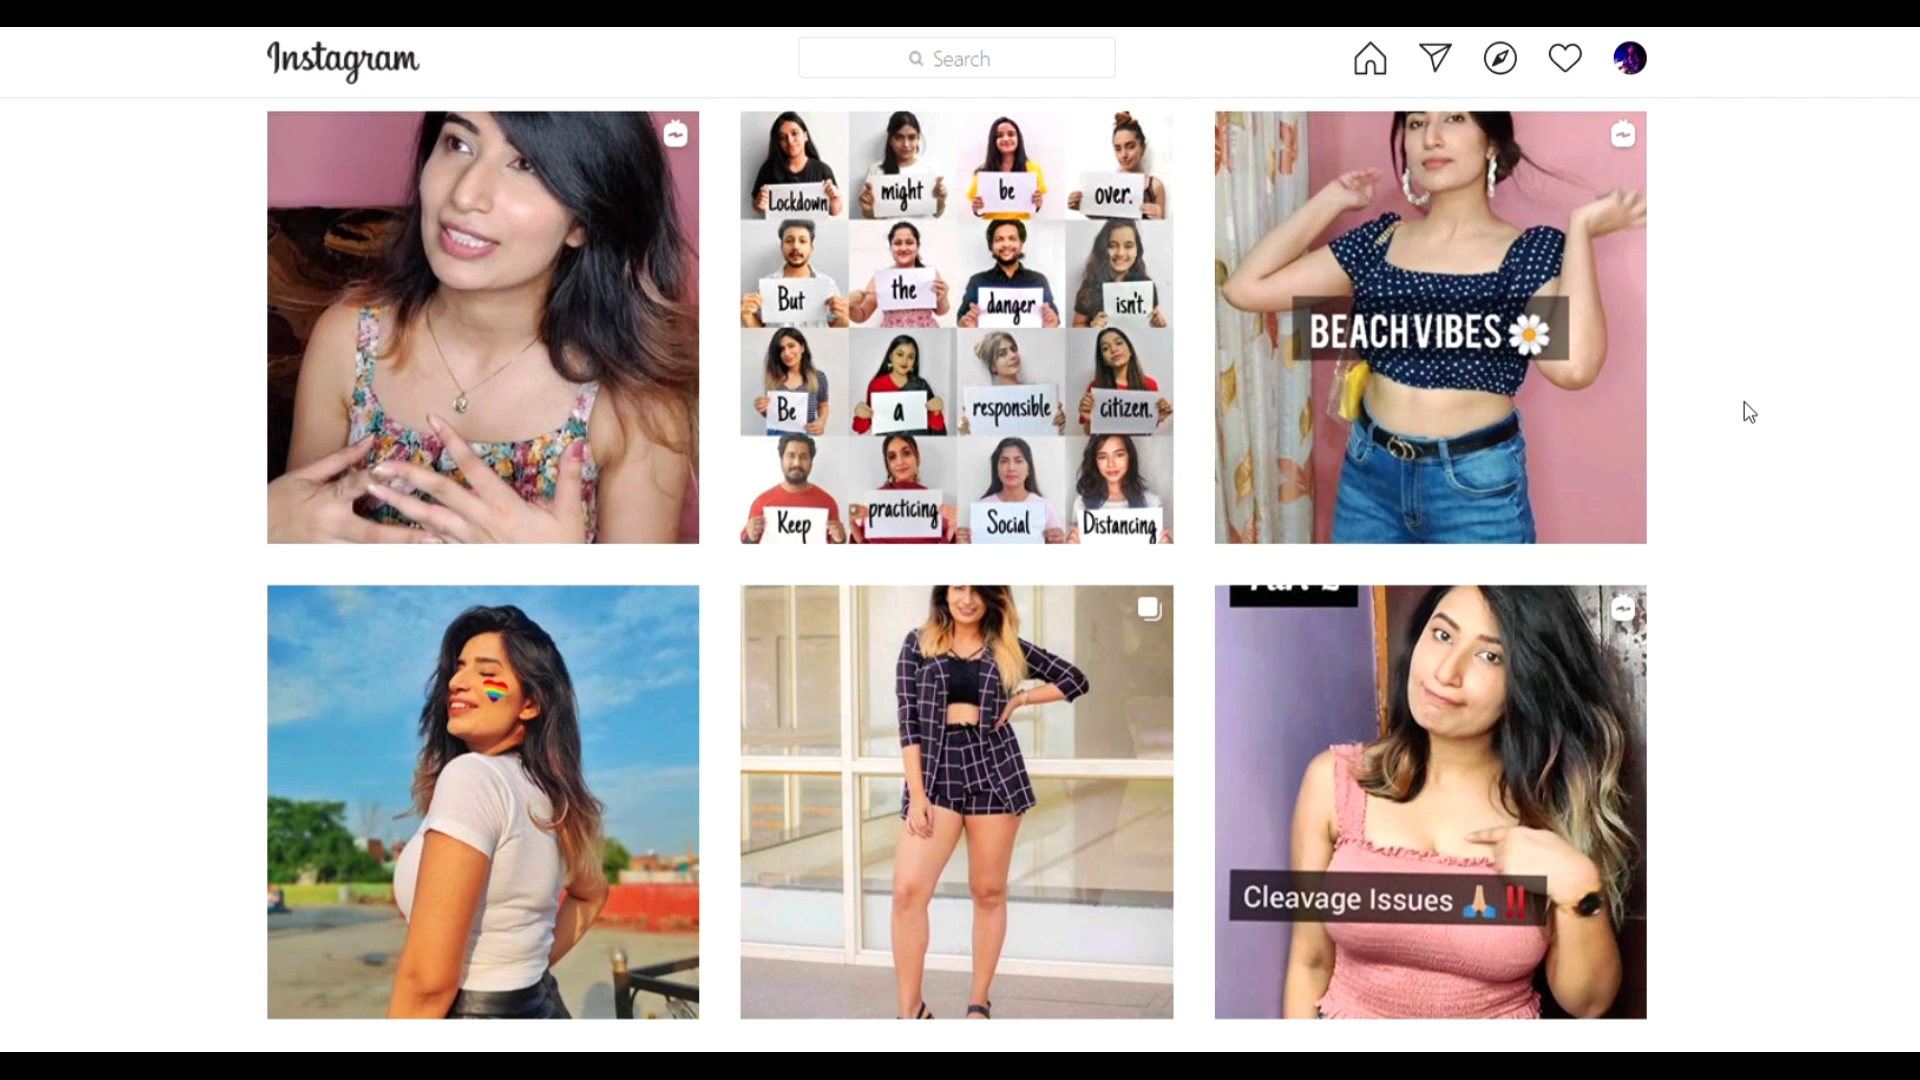 Instagram
Search
Lockdown might be over.
But the danger isn't.
Be a responsible citizen.
Keep practicing Social Distancing
BEACH VIBES
Cleavage Issues 🙏🏼‼️